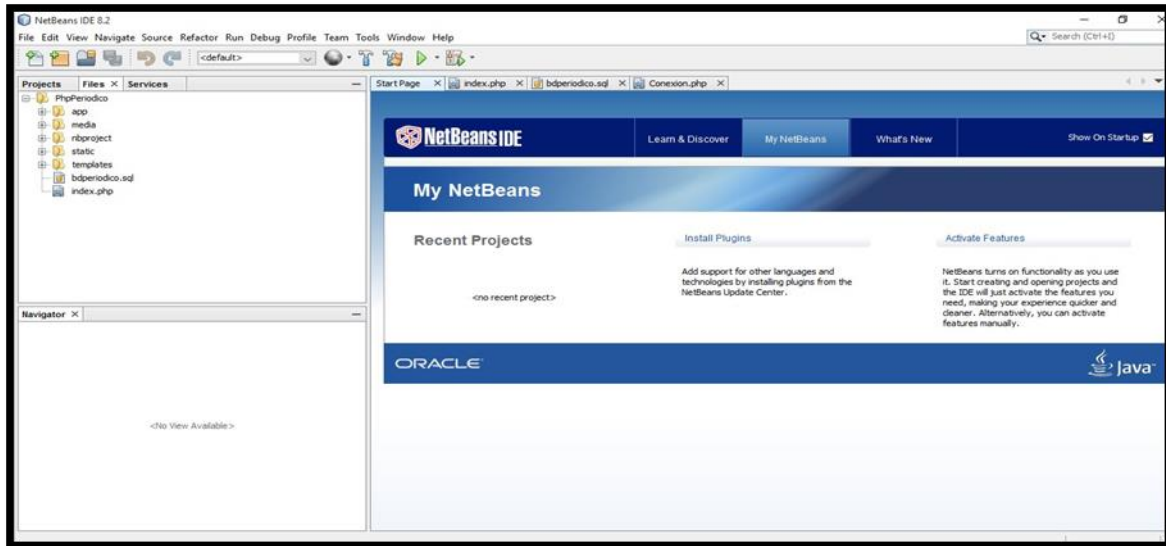 NetBeans IDE 8.2
File Edit View Navigate Source Refactor Run Debug Profile Team Tools Window Help
Search (Ctrl+I)
<default>
Projects Files Services
PhpPeriodico
app
media
nbproject
static
templates
bdperiodico.sql
index.php
Navigator
<No View Available>
Start Page index.php bdperiodico.sql Conexion.php
NetBeans IDE
Learn & Discover
My NetBeans
What's New
Show On Startup
My NetBeans
Recent Projects
<no recent project>
Install Plugins
Add support for other languages and
technologies by installing plugins from the
NetBeans Update Center.
Activate Features
NetBeans turns on functionality as you use
it. Start creating and opening projects and
the IDE will just activate the features you
need, making your experience quicker and
cleaner. Alternatively, you can activate
features manually.
ORACLE
Java